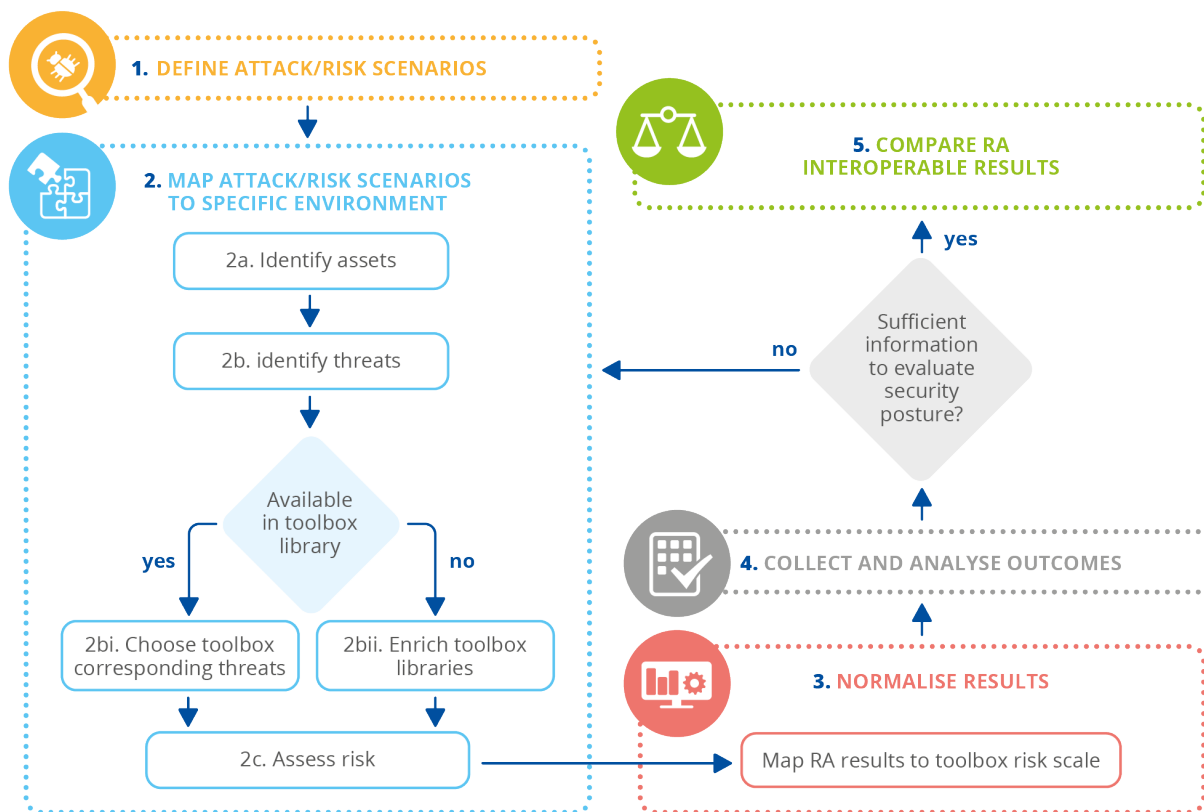 1. DEFINE ATTACK/RISK SCENARIOS
2. MAP ATTACK/RISK SCENARIOS
TO SPECIFIC ENVIRONMENT
2a. Identify assets
2b. identify threats
Available
in toolbox
library
yes
no
2bi. Choose toolbox
corresponding threats
2bii. Enrich toolbox
libraries
2c. Assess risk
3. NORMALISE RESULTS
Map RA results to toolbox risk scale
4. COLLECT AND ANALYSE OUTCOMES
Sufficient
information
to evaluate
security
posture?
no
yes
5. COMPARE RA
INTEROPERABLE RESULTS